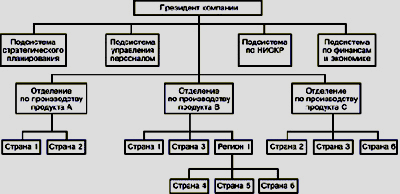 Президент компании
Подсистема
стратегического
планирования
Подсистема
управления
персоналом
Подсистема
по НИОКР
Подсистема
по финансам
и экономике
Отделение
по производству
продукта А
Отделение
по производству
продукта В
Отделение
по производству
продукта С
Страна 1
Страна 2
Страна 1
Страна 3
Регион 1
Страна 2
Страна 3
Страна 6
Страна 4
Страна 5
Страна 6